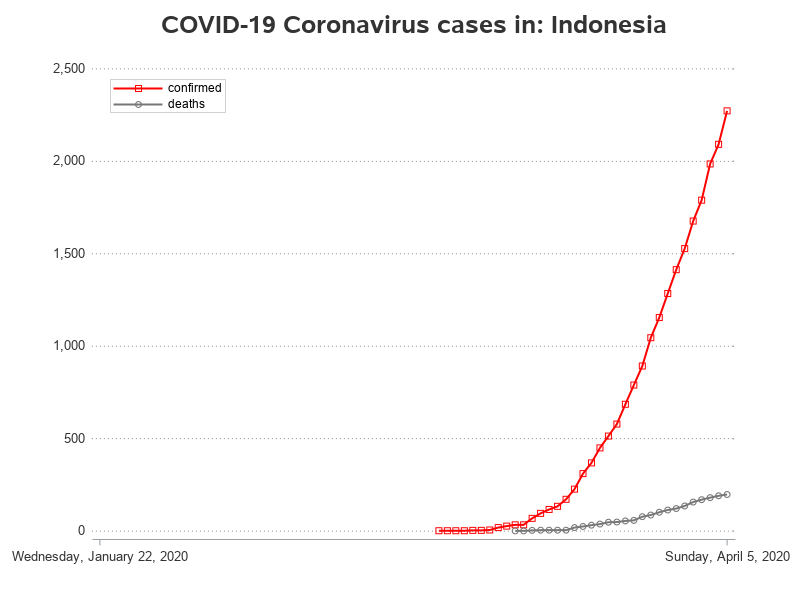 COVID-19 Coronavirus cases in: Indonesia
2,500
confirmed
deaths
2,000
1,500
1,000
500
0
Wednesday, January 22, 2020
Sunday, April 5, 2020